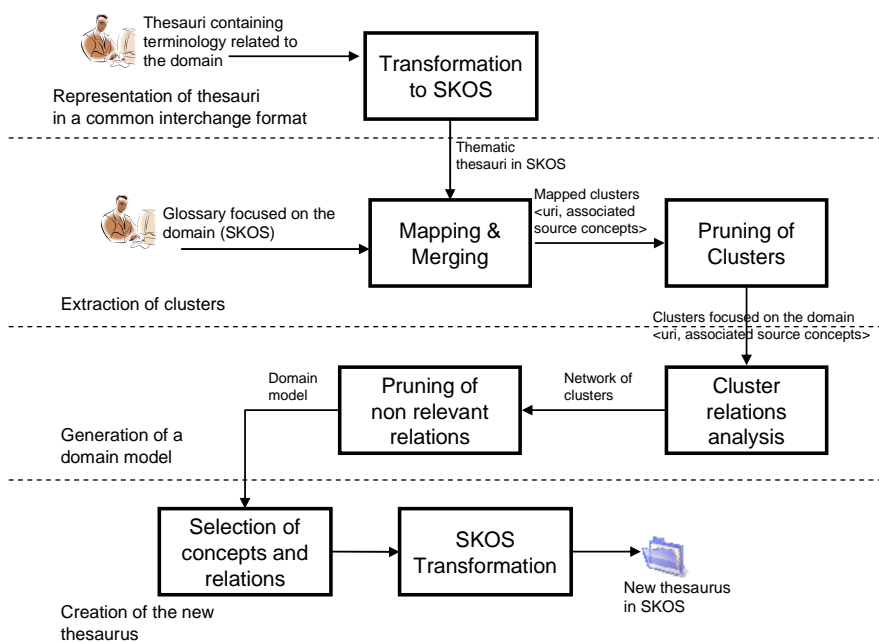 Thesauri containing
terminology related to
the domain
Transformation
to SKOS
Representation of thesauri
in a common interchange format
Thematic
thesauri in SKOS
Glossary focused on the
domain (SKOS)
Mapping &
Merging
Mapped clusters
<uri, associated
source concepts>
Pruning of
Clusters
Extraction of clusters
Clusters focused on the domain
<uri, associated source concepts>
Domain
model
Pruning of
non relevant
relations
Network of
clusters
Cluster
relations
analysis
Generation of a
domain model
Selection of
concepts and
relations
SKOS
Transformation
New thesaurus
in SKOS
Creation of the new
thesaurus